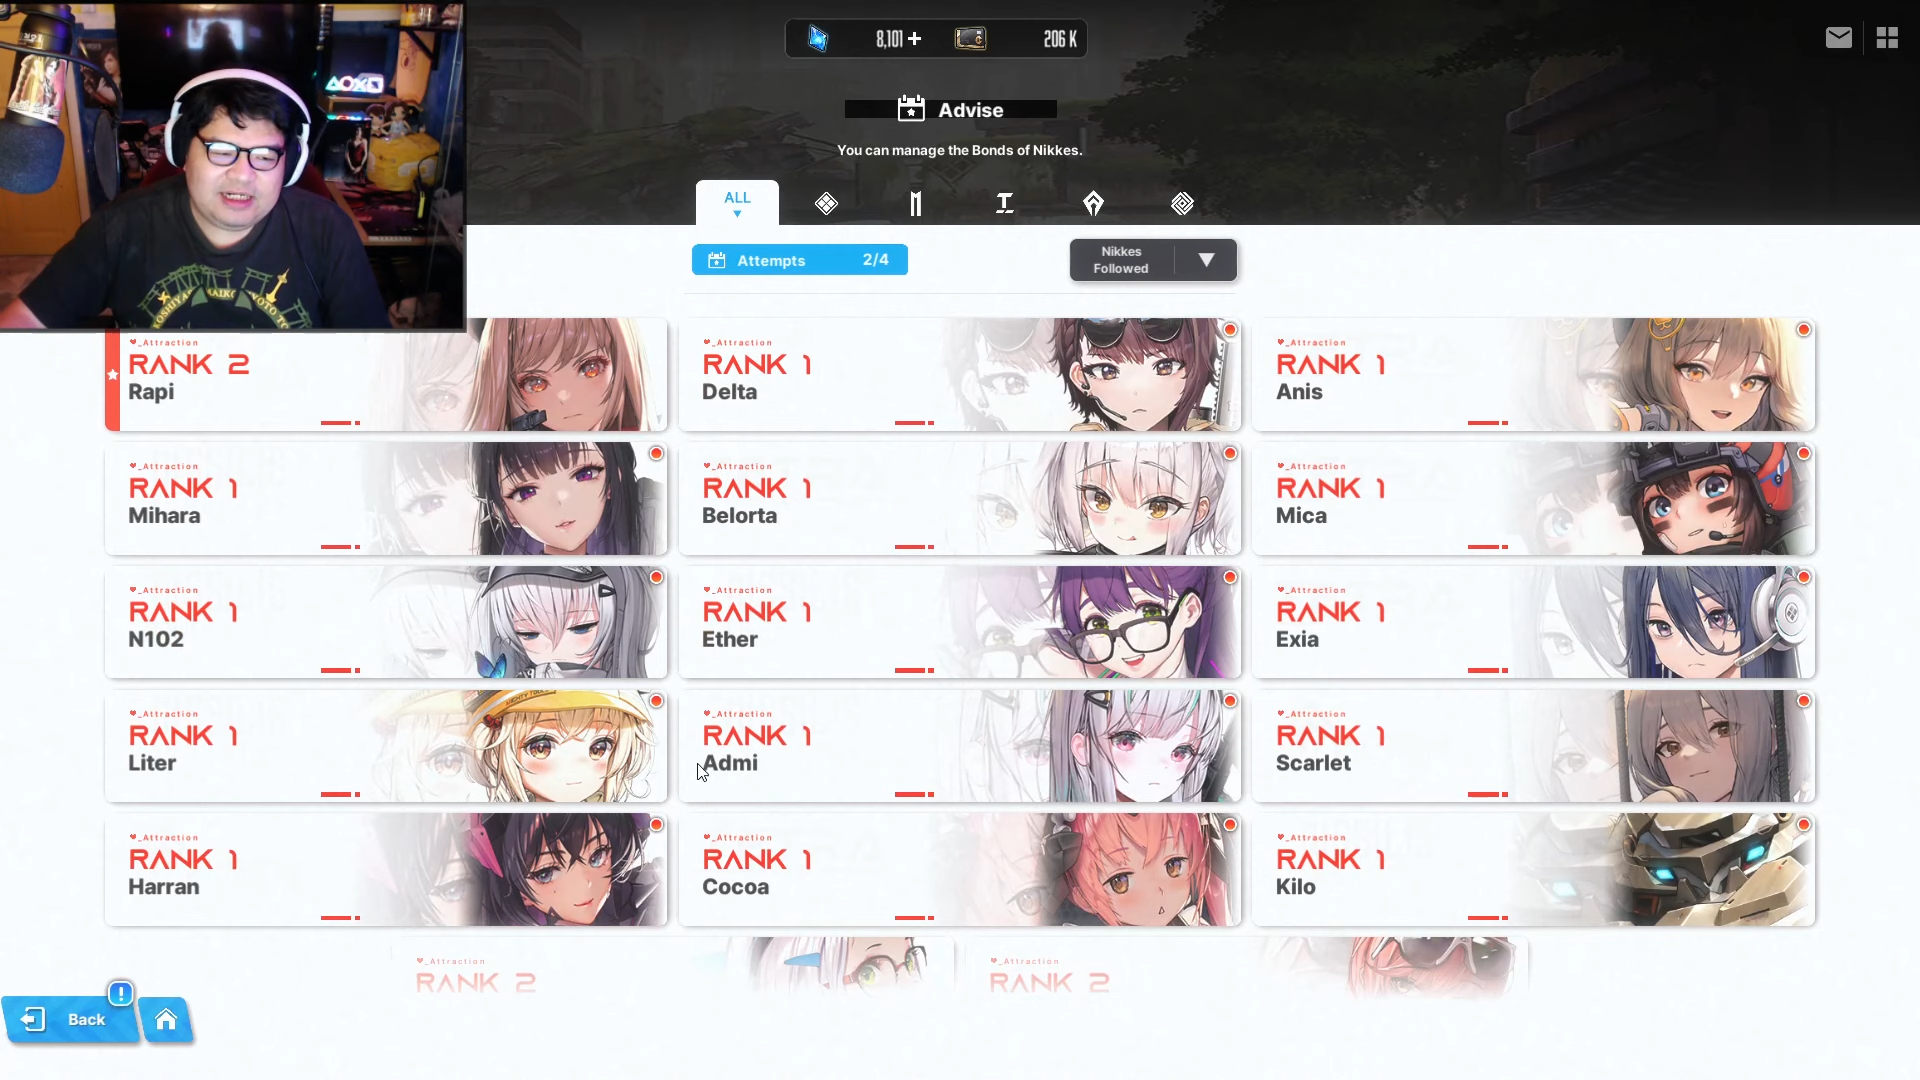 8,101
206 K
Advise
You can manage the Bonds of Nikkes.
ALL
Attempts 2/4
Nikkes
Followed
Attraction
RANK 2
Rapi
Attraction
RANK 1
Delta
Attraction
RANK 1
Anis
Attraction
RANK 1
Mihara
Attraction
RANK 1
Belorta
Attraction
RANK 1
Mica
Attraction
RANK 1
N102
Attraction
RANK 1
Ether
Attraction
RANK 1
Exia
Attraction
RANK 1
Liter
Attraction
RANK 1
Admi
Attraction
RANK 1
Scarlet
Attraction
RANK 1
Harran
Attraction
RANK 1
Cocoa
Attraction
RANK 1
Kilo
Attraction
RANK 2
Attraction
RANK 2
Back